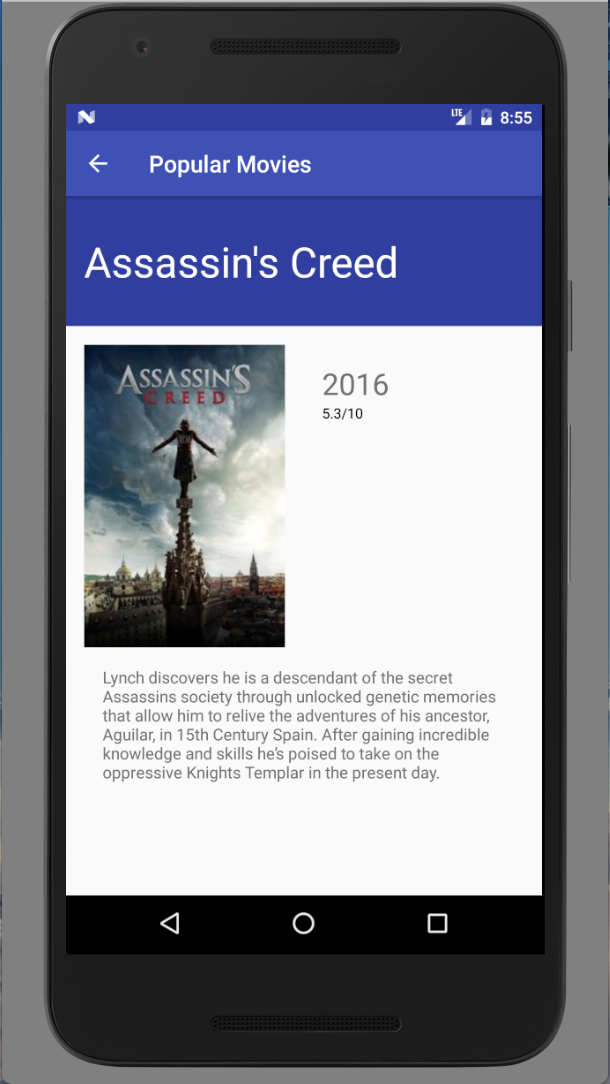 LTE 8:55
Popular Movies
Assassin's Creed
ASSASSIN'S
CREED
2016
5.3/10
Lynch discovers he is a descendant of the secret
Assassins society through unlocked genetic memories
that allow him to relive the adventures of his ancestor,
Aguilar, in 15th Century Spain. After gaining incredible
knowledge and skills he’s poised to take on the
oppressive Knights Templar in the present day.